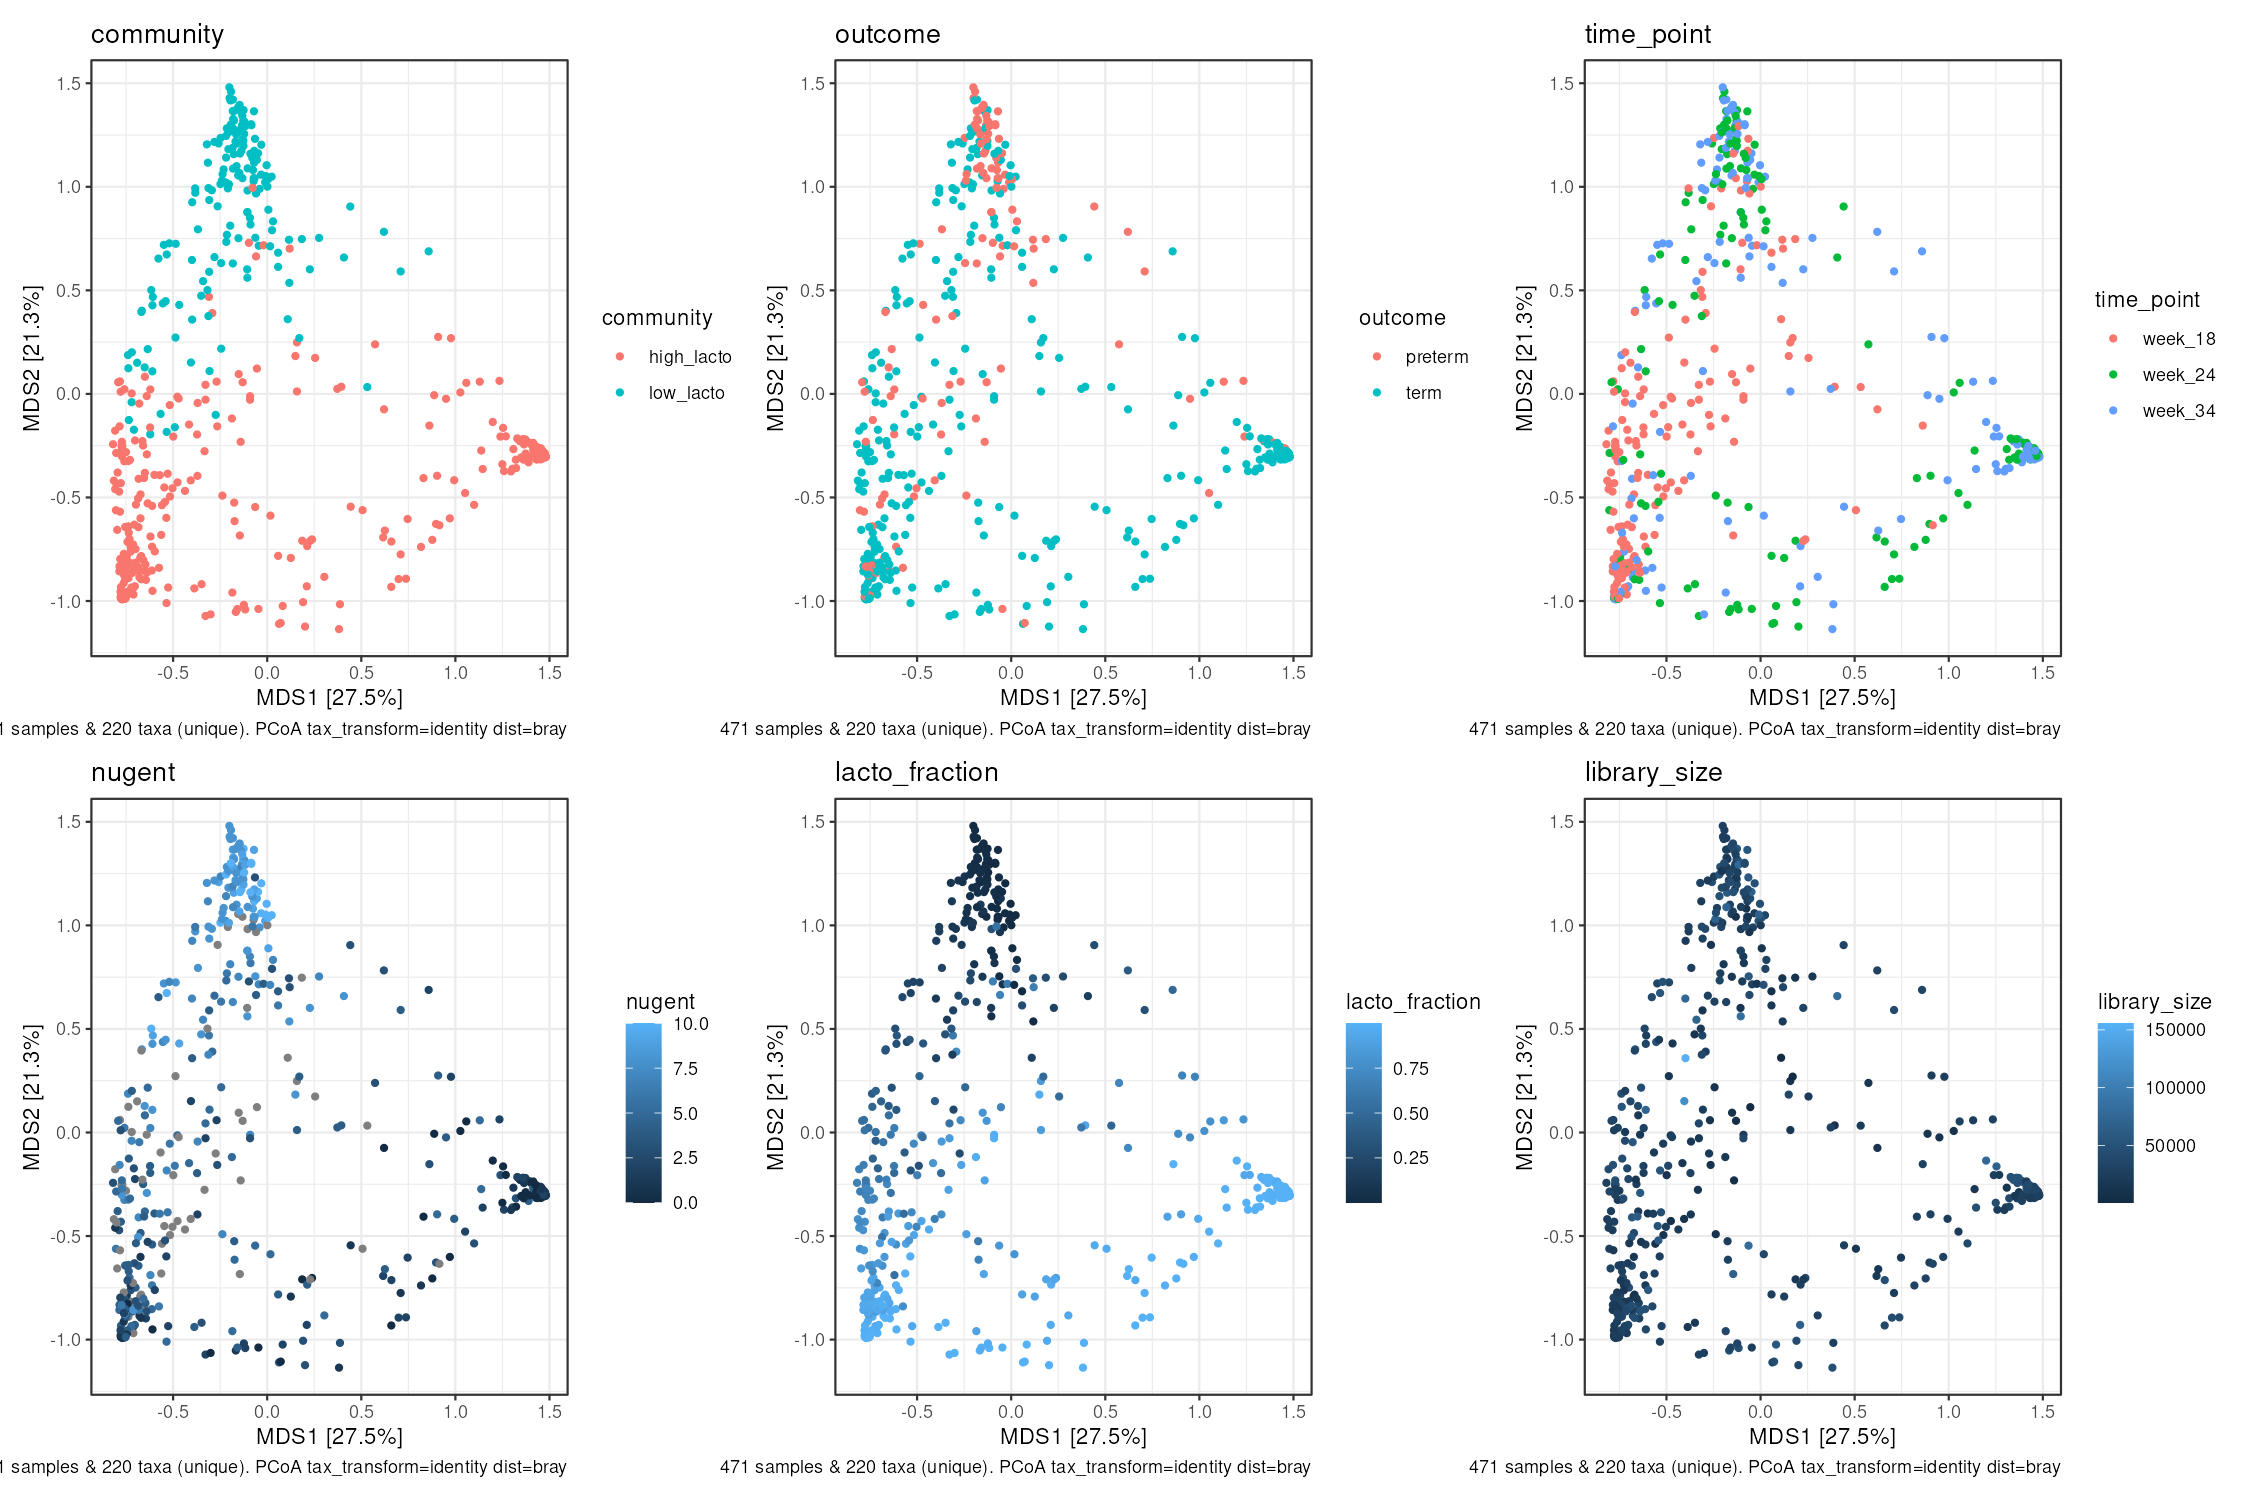 community
1.5
1.0
0.5
0.0
-0.5
-1.0
MDS2 [21.3%]
-0.5 0.0 0.5 1.0 1.5
MDS1 [27.5%]
1 samples & 220 taxa (unique). PCoA tax_transform=identity dist=bray
community
high_lacto
low_lacto
outcome
1.5
1.0
0.5
0.0
-0.5
-1.0
MDS2 [21.3%]
-0.5 0.0 0.5 1.0 1.5
MDS1 [27.5%]
471 samples & 220 taxa (unique). PCoA tax_transform=identity dist=bray
outcome
preterm
term
time_point
1.5
1.0
0.5
0.0
-0.5
-1.0
MDS2 [21.3%]
-0.5 0.0 0.5 1.0 1.5
MDS1 [27.5%]
471 samples & 220 taxa (unique). PCoA tax_transform=identity dist=bray
time_point
week_18
week_24
week_34
nugent
1.5
1.0
0.5
0.0
-0.5
-1.0
MDS2 [21.3%]
-0.5 0.0 0.5 1.0 1.5
MDS1 [27.5%]
1 samples & 220 taxa (unique). PCoA tax_transform=identity dist=bray
nugent
10.0
7.5
5.0
2.5
0.0
lacto_fraction
1.5
1.0
0.5
0.0
-0.5
-1.0
MDS2 [21.3%]
-0.5 0.0 0.5 1.0 1.5
MDS1 [27.5%]
471 samples & 220 taxa (unique). PCoA tax_transform=identity dist=bray
lacto_fraction
0.75
0.50
0.25
library_size
1.5
1.0
0.5
0.0
-0.5
-1.0
MDS2 [21.3%]
-0.5 0.0 0.5 1.0 1.5
MDS1 [27.5%]
471 samples & 220 taxa (unique). PCoA tax_transform=identity dist=bray
library_size
150000
100000
50000